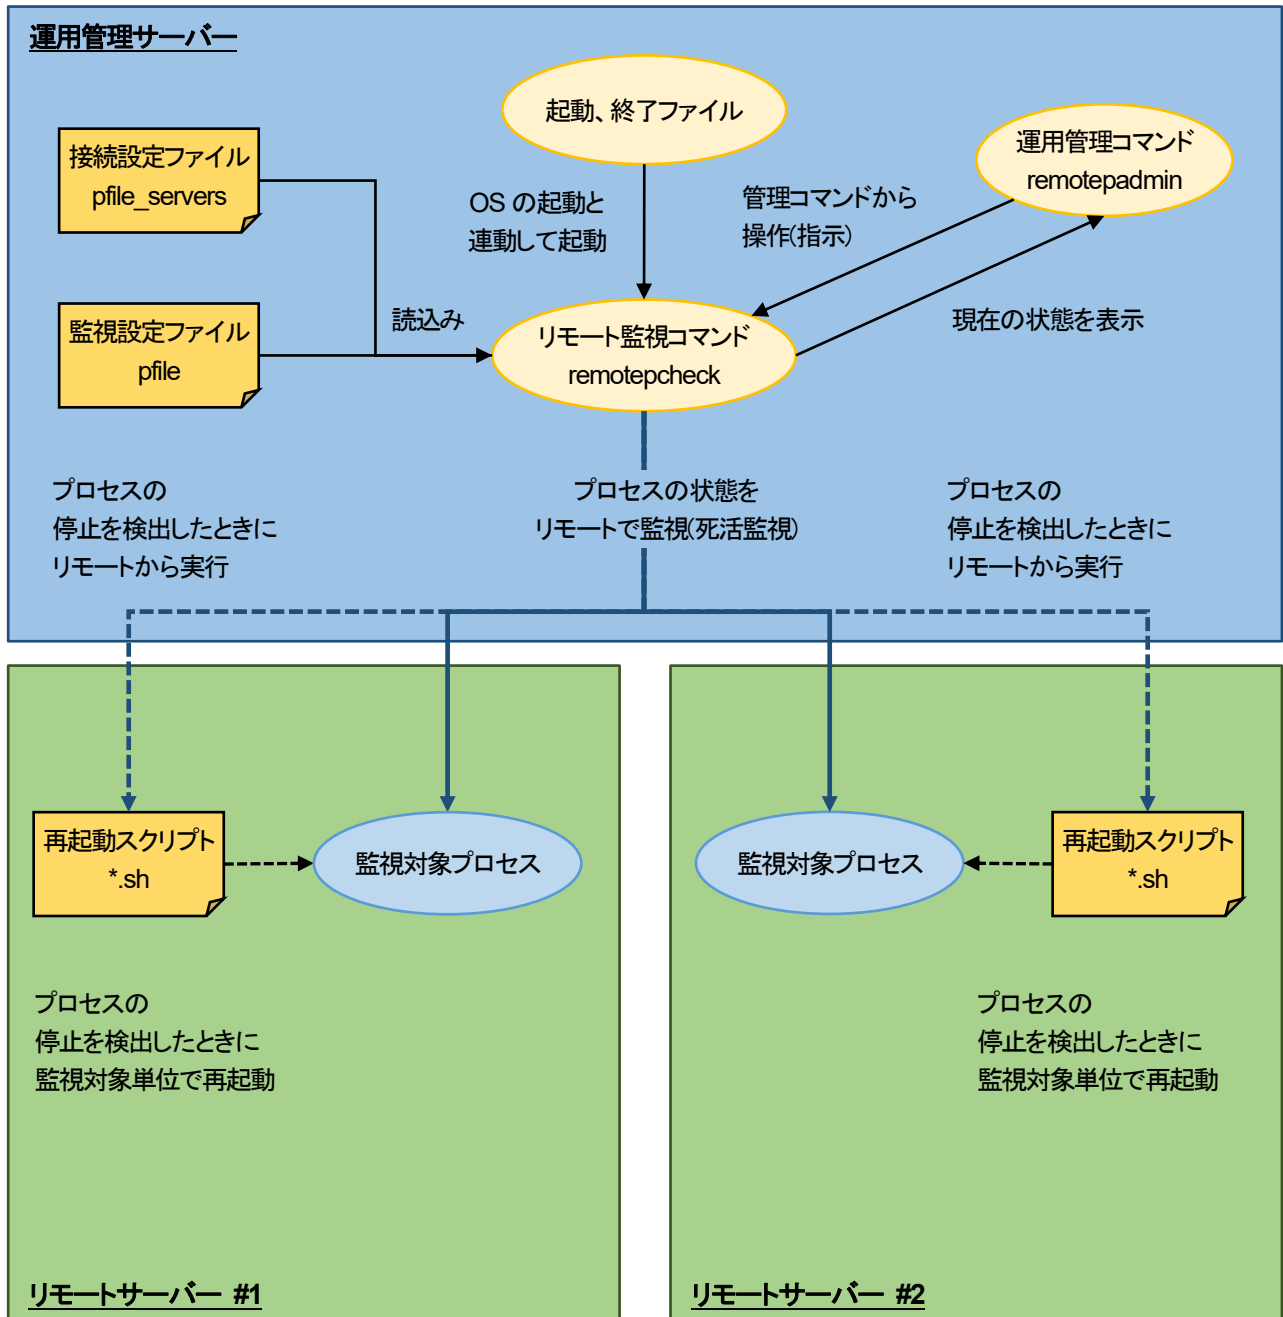 運用管理サーバー
起動、終了ファイル
接続設定ファイル
pfile_servers
運用管理コマンド
remotepadmin
OS の起動と
連動して起動
管理コマンドから
操作(指示)
監視設定ファイル
pfile
読込み
リモート監視コマンド
remotepcheck
現在の状態を表示
プロセスの
停止を検出したときに
リモートから実行
プロセスの状態を
リモートで監視(死活監視)
プロセスの
停止を検出したときに
リモートから実行
再起動スクリプト
*.sh
監視対象プロセス
監視対象プロセス
再起動スクリプト
*.sh
プロセスの
停止を検出したときに
監視対象単位で再起動
プロセスの
停止を検出したときに
監視対象単位で再起動
リモートサーバー #1
リモートサーバー #2